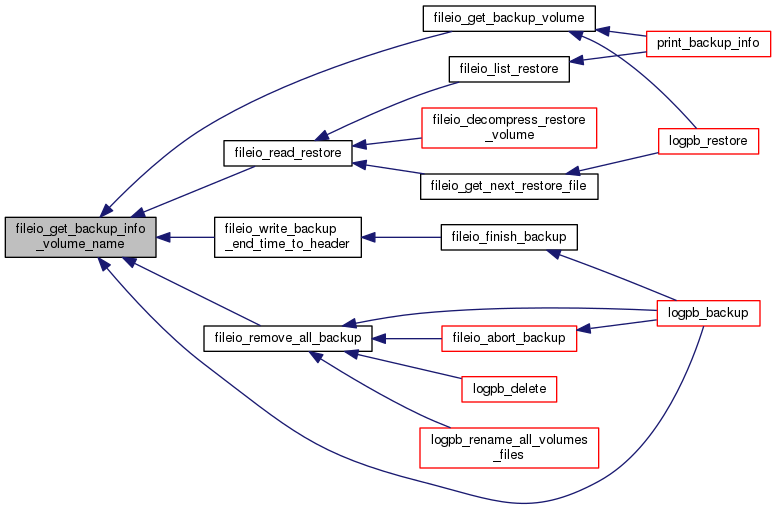 fileio_get_backup_volume
print_backup_info
fileio_list_restore
fileio_decompress_restore
_volume
logpb_restore
fileio_read_restore
fileio_get_next_restore_file
fileio_get_backup_info
_volume_name
fileio_write_backup
_end_time_to_header
fileio_finish_backup
logpb_backup
fileio_remove_all_backup
fileio_abort_backup
logpb_delete
logpb_rename_all_volumes
_files